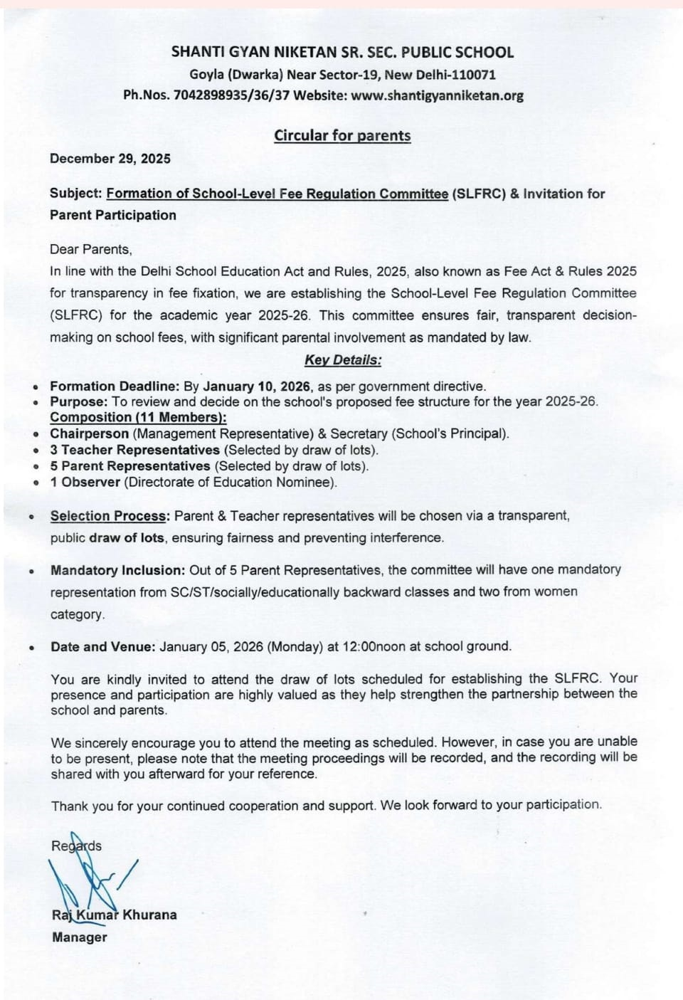 SHANTI GYAN NIKETAN SR. SEC. PUBLIC SCHOOL
Goyla (Dwarka) Near Sector-19, New Delhi-110071
Ph.Nos. 7042898935/36/37 Website: www.shantigyanniketan.org
Circular for parents
December 29, 2025
Subject: Formation of School-Level Fee Regulation Committee (SLFRC) & Invitation for
Parent Participation
Dear Parents,
In line with the Delhi School Education Act and Rules, 2025, also known as Fee Act & Rules 2025
for transparency in fee fixation, we are establishing the School-Level Fee Regulation Committee
(SLFRC) for the academic year 2025-26. This committee ensures fair, transparent decision-
making on school fees, with significant parental involvement as mandated by law.
Key Details:
• Formation Deadline: By January 10, 2026, as per government directive.
• Purpose: To review and decide on the school's proposed fee structure for the year 2025-26.
Composition (11 Members):
• Chairperson (Management Representative) & Secretary (School's Principal).
• 3 Teacher Representatives (Selected by draw of lots).
• 5 Parent Representatives (Selected by draw of lots).
• 1 Observer (Directorate of Education Nominee).
• Selection Process: Parent & Teacher representatives will be chosen via a transparent,
public draw of lots, ensuring fairness and preventing interference.
• Mandatory Inclusion: Out of 5 Parent Representatives, the committee will have one mandatory
representation from SC/ST/socially/educationally backward classes and two from women
category.
• Date and Venue: January 05, 2026 (Monday) at 12:00noon at school ground.
You are kindly invited to attend the draw of lots scheduled for establishing the SLFRC. Your
presence and participation are highly valued as they help strengthen the partnership between the
school and parents.
We sincerely encourage you to attend the meeting as scheduled. However, in case you are unable
to be present, please note that the meeting proceedings will be recorded, and the recording will be
shared with you afterward for your reference.
Thank you for your continued cooperation and support. We look forward to your participation.
Regards
Raj Kumar Khurana
Manager